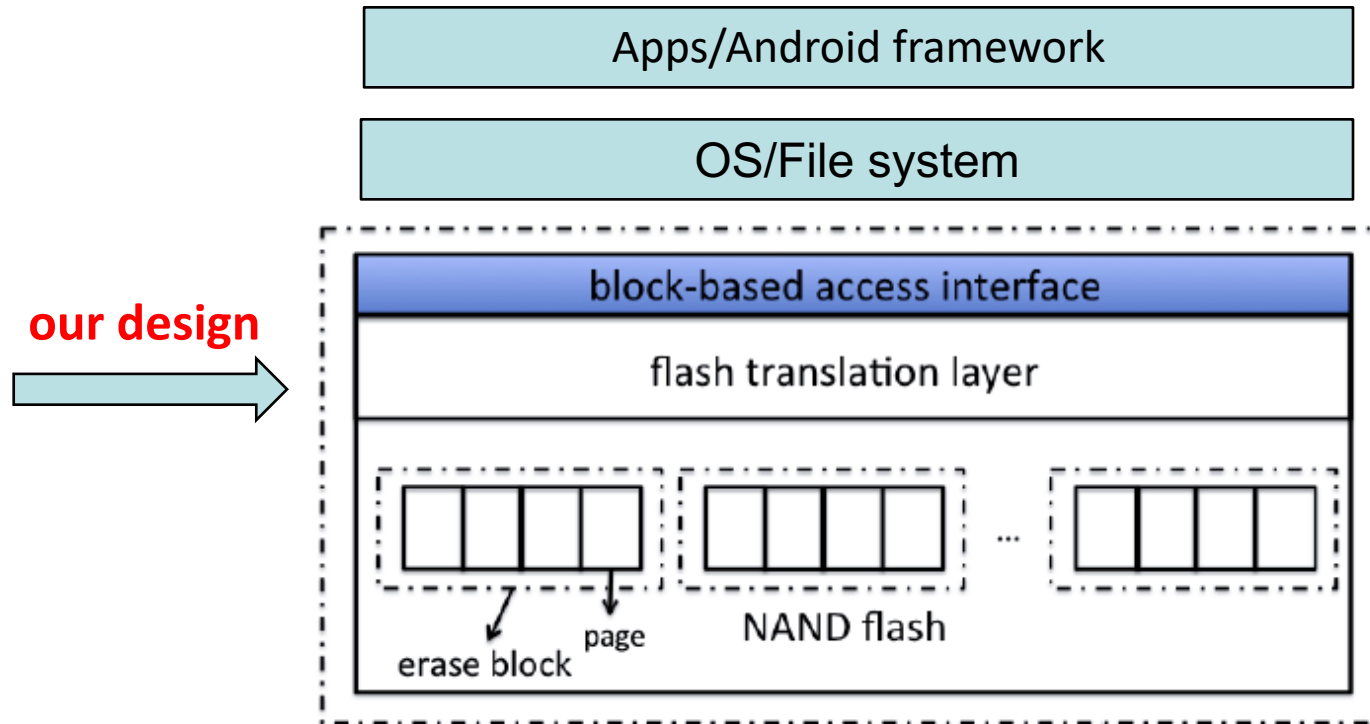 Apps/Android framework
OS/File system
block-based access interface
our design
flash translation layer
...
page
NAND flash
erase block